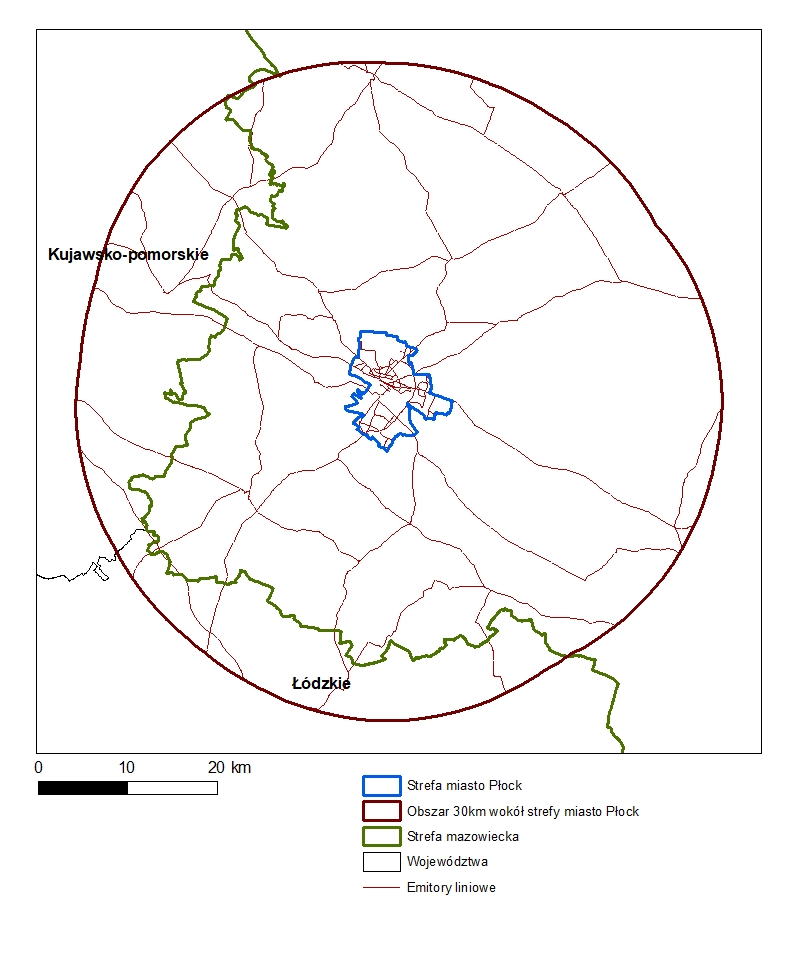 Kujawsko-pomorskie
Łódzkie
0 10 20 km
Strefa miasto Płock
Obszar 30km wokół strefy miasto Płock
Strefa mazowiecka
Województwa
Emitory liniowe